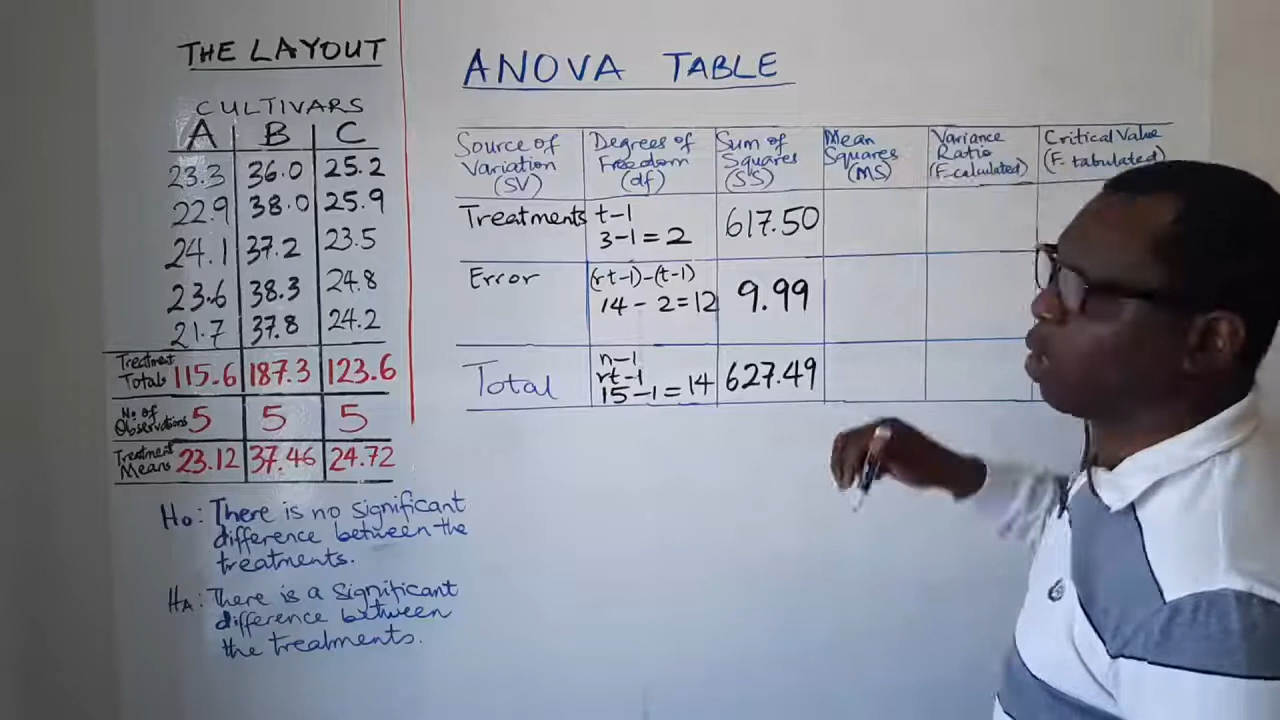 THE LAYOUT
CULTIVARS
A B C
23.3 36.0 25.2
22.9 38.0 25.9
24.1 37.2 23.5
23.6 38.3 24.8
21.7 37.8 24.2
Treatment
Totals 115.6 187.3 123.6
No. of
Observations 5 5 5
Treatment
Means 23.12 37.46 24.72
Ho: There is no significant
difference between the
treatments.
HA: There is a significant
difference between
the treatments.
ANOVA TABLE
Source of
Variation
(SV)
Degrees of
Freedom
(df)
Sum of
Squares
(SS)
Mean
Squares
(MS)
Variance
Ratio
(F-calculated)
Critical Value
(F-tabulated)
Treatments
t-1
3-1=2
617.50
Error
(rt-1)-(t-1)
14-2=12
9.99
Total
n-1
rt-1
15-1=14
627.49